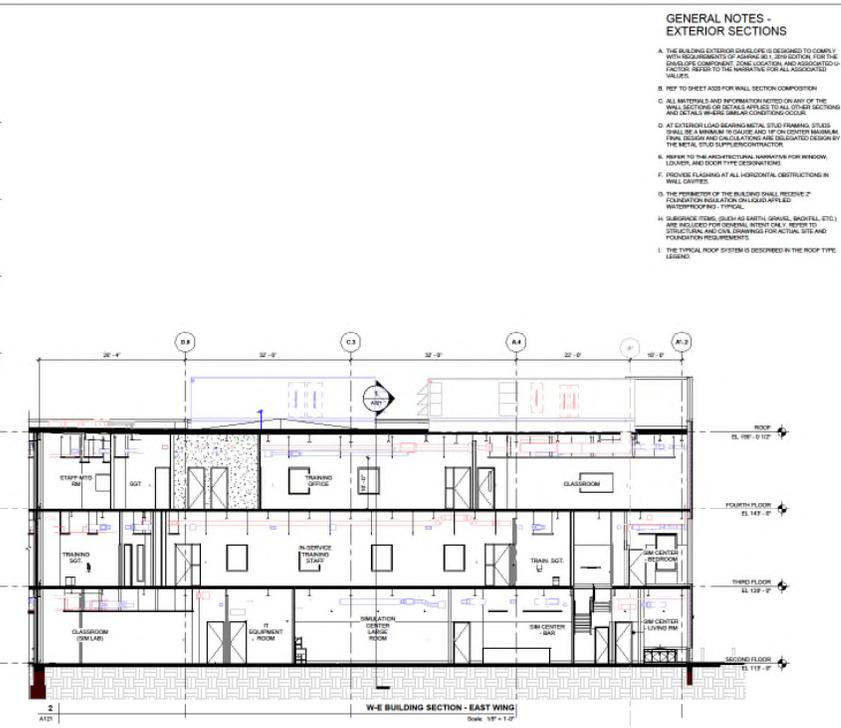 GENERAL NOTES -
EXTERIOR SECTIONS
A. THE BUILDING EXTERIOR ENVELOPE IS DESIGNED TO COMPLY
WITH REQUIREMENTS OF ASHRAE 90.1, 2019 EDITION, FOR THE
ENVELOPE COMPONENT, ZONE LOCATION, AND ASSOCIATED U-
FACTOR. REFER TO THE NARRATIVE FOR ALL ASSOCIATED
VALUES.
B. REF TO SHEET A320 FOR WALL SECTION COMPOSITION
C. ALL MATERIALS AND INFORMATION NOTED ON ANY OF THE
WALL SECTIONS OR DETAILS APPLIES TO ALL OTHER SECTIONS
AND DETAILS WHERE SIMILAR CONDITIONS OCCUR.
D. AT EXTERIOR LOAD BEARING METAL STUD FRAMING, STUDS
SHALL BE A MINIMUM 16 GAUGE AND 16" ON CENTER MAXIMUM.
FINAL DESIGN AND CALCULATIONS ARE DELEGATED DESIGN BY
THE METAL STUD SUPPLIER/CONTRACTOR.
E. REFER TO THE ARCHITECTURAL NARRATIVE FOR WINDOW,
LOUVER, AND DOOR TYPE DESIGNATIONS.
F. PROVIDE FLASHING AT ALL HORIZONTAL OBSTRUCTIONS IN
WALL CAVITIES.
G. THE PERIMETER OF THE BUILDING SHALL RECEIVE 2"
FOUNDATION INSULATION ON LIQUID APPLIED
WATERPROOFING - TYPICAL.
H. SUBGRADE ITEMS, (SUCH AS EARTH, GRAVEL, BACKFILL, ETC.)
ARE INCLUDED FOR GENERAL INTENT ONLY. REFER TO
STRUCTURAL AND CIVIL DRAWINGS FOR ACTUAL SITE AND
FOUNDATION REQUIREMENTS.
I. THE TYPICAL ROOF SYSTEM IS DESCRIBED IN THE ROOF TYPE
LEGEND.
C.3
A.4
32' - 0"
32' - 0"
22' - 0"
ROOF
STAFF MTG
RM
SGT
TRAINING
OFFICE
CLASSROOM
FOURTH FLOOR
TRAINING
SGT.
IN-SERVICE
TRAINING
STAFF
TRAIN. SGT.
SIM CENTER
- BEDROOM
THIRD FLOOR
CLASSROOM
(SIM LAB)
IT
EQUIPMENT
ROOM
SIMULATION
CENTER
LARGE
ROOM
SIM CENTER
- BAR
SIM CENTER
- LIVING RM
SECOND FLOOR
2
A121
W-E BUILDING SECTION - EAST WING
Scale: 1/8" = 1'-0"